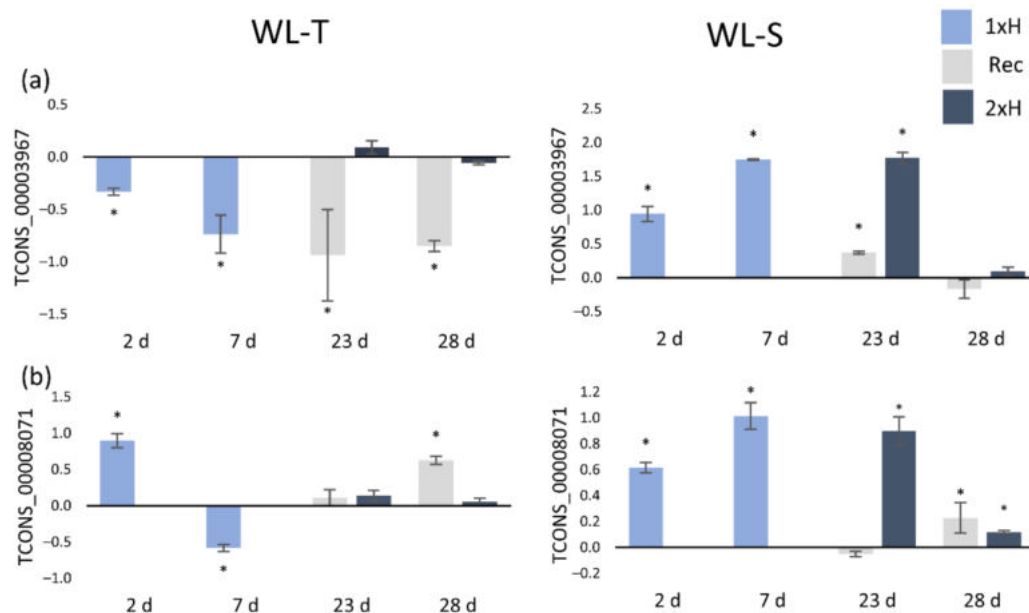 WL-T
WL-S
1xH
Rec
2xH
(a)
TCONS_00003967
0.5
0.0
−0.5
−1.0
−1.5
*
*
*
*
2 d 7 d 23 d 28 d
TCONS_00003967
2.5
2.0
1.5
1.0
0.5
0.0
−0.5
*
*
*
*
2 d 7 d 23 d 28 d
(b)
TCONS_00008071
1.5
1.0
0.5
0.0
−0.5
−1.0
*
*
*
2 d 7 d 23 d 28 d
TCONS_00008071
1.2
1.0
0.8
0.6
0.4
0.2
0.0
−0.2
*
*
*
*
*
2 d 7 d 23 d 28 d